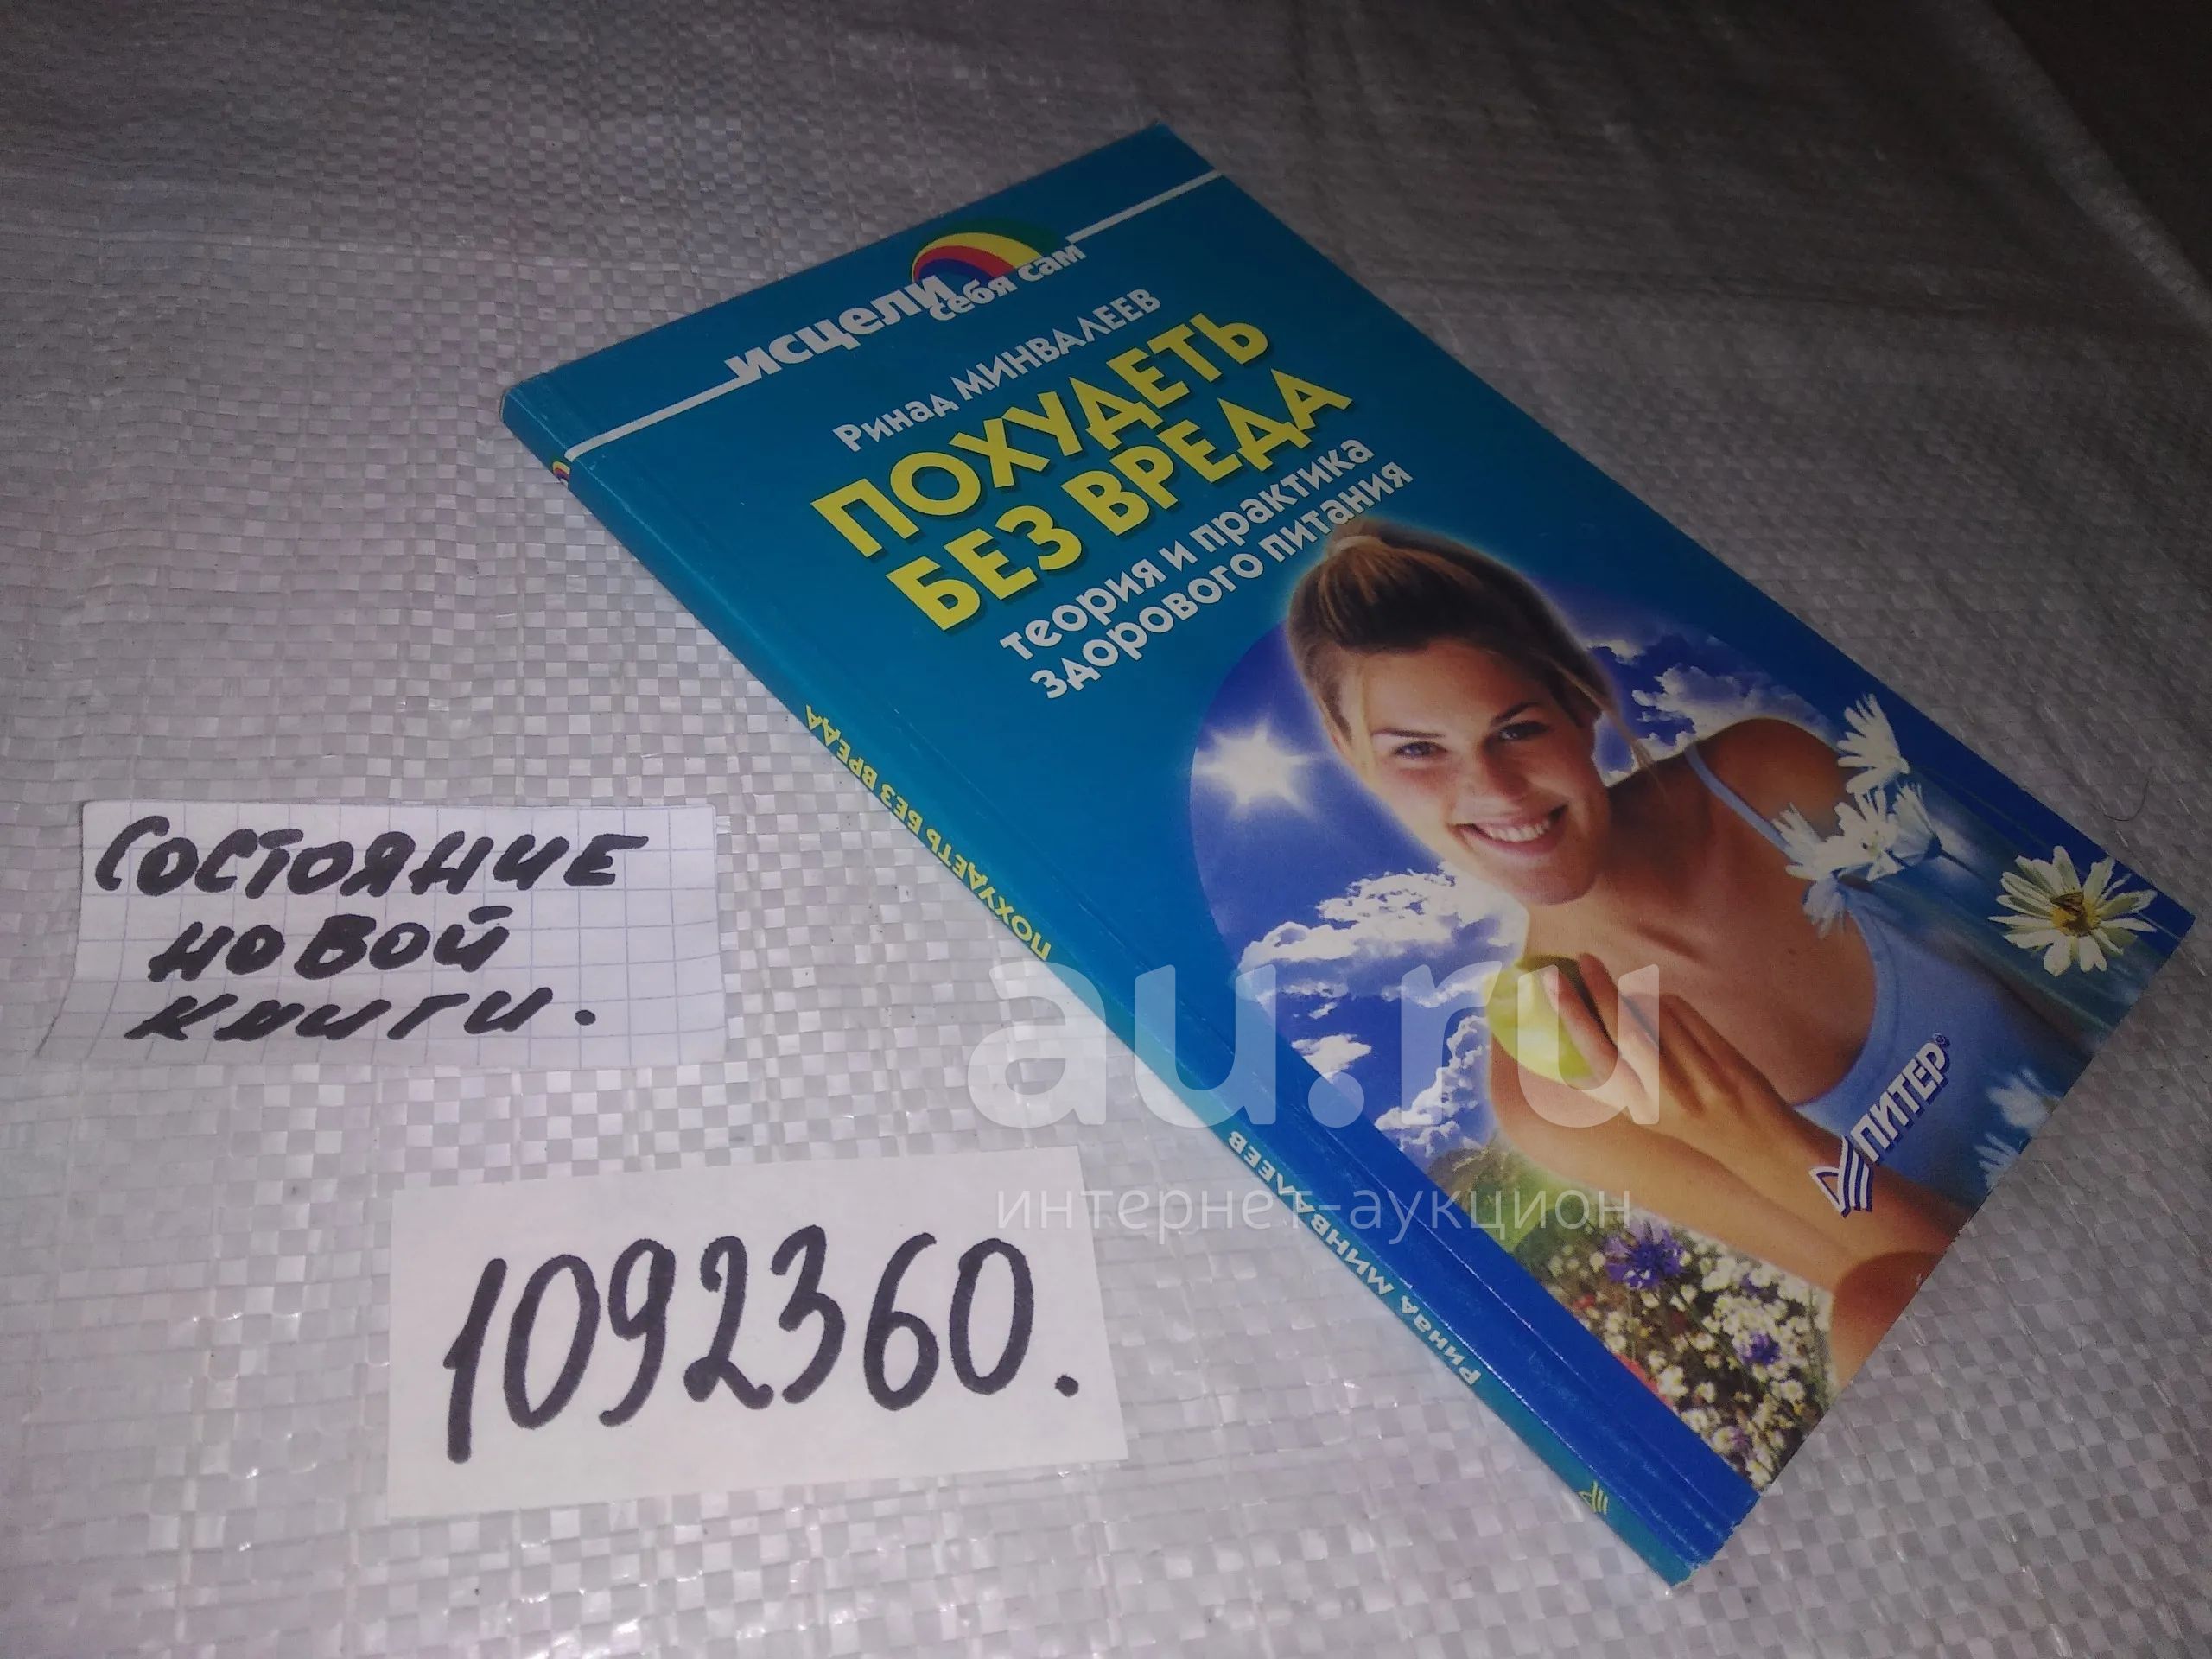 исцели
себя сам
Ринад МИНВАЛЕЕВ
ПОХУДЕТЬ
БЕЗ ВРЕДА
теория и практика
здорового питания
ПОХУДЕТЬ БЕЗ ВРЕДА
Ринад МИНВАЛЕЕВ
ПИТЕР®
СОСТОЯНИЕ
НОВОЙ
КНИГИ.
1092360.
au.ru
интернет-аукцион